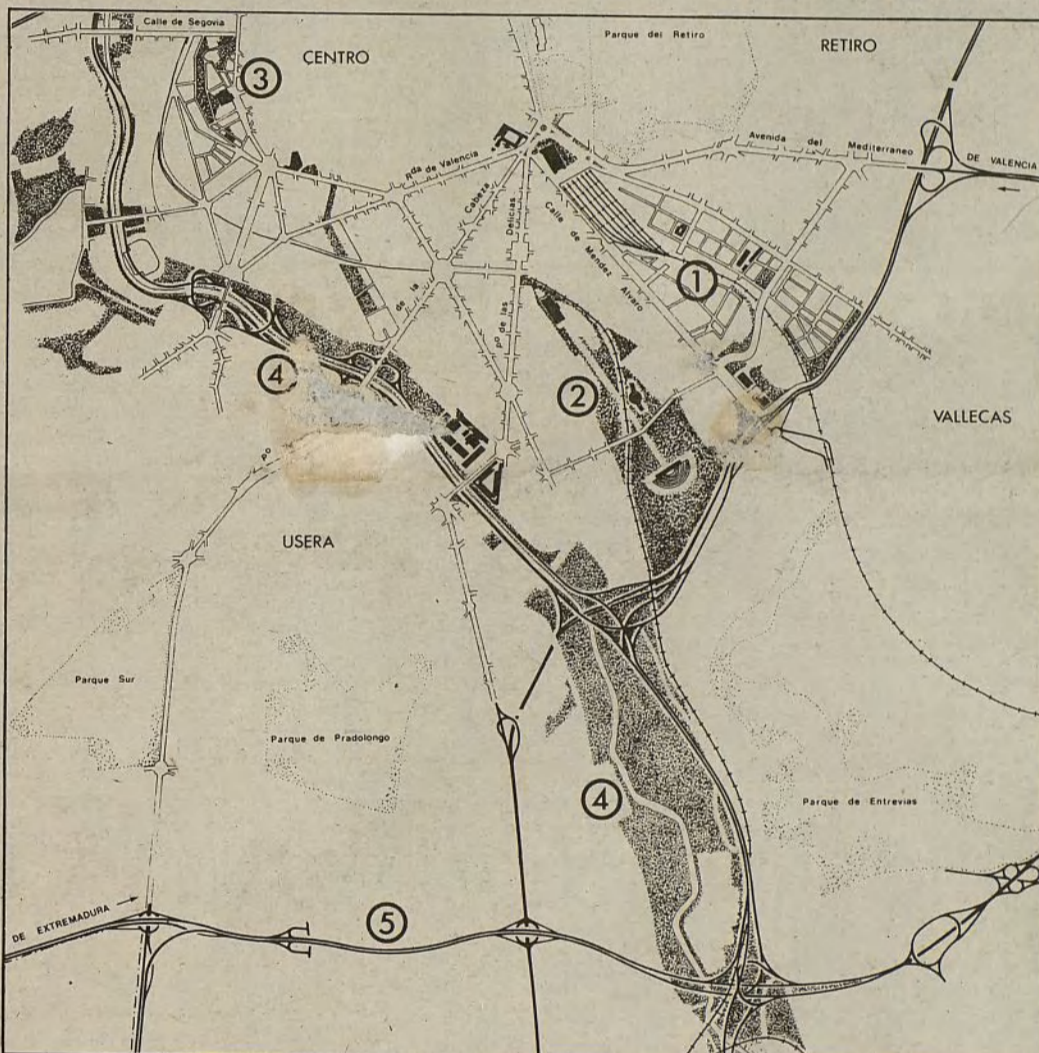 Calle de Segovia
CENTRO
Parque del Retiro
RETIRO
3
Avenida del Mediterraneo
DE VALENCIA
Rda de Valencia
Cabeza
Delicias
Calle de Mendez Alvaro
1
de la
Pº de las
4
2
VALLECAS
Pº
USERA
Parque Sur
Parque de Pradolongo
4
Parque de Entrevias
DE EXTREMADURA
5